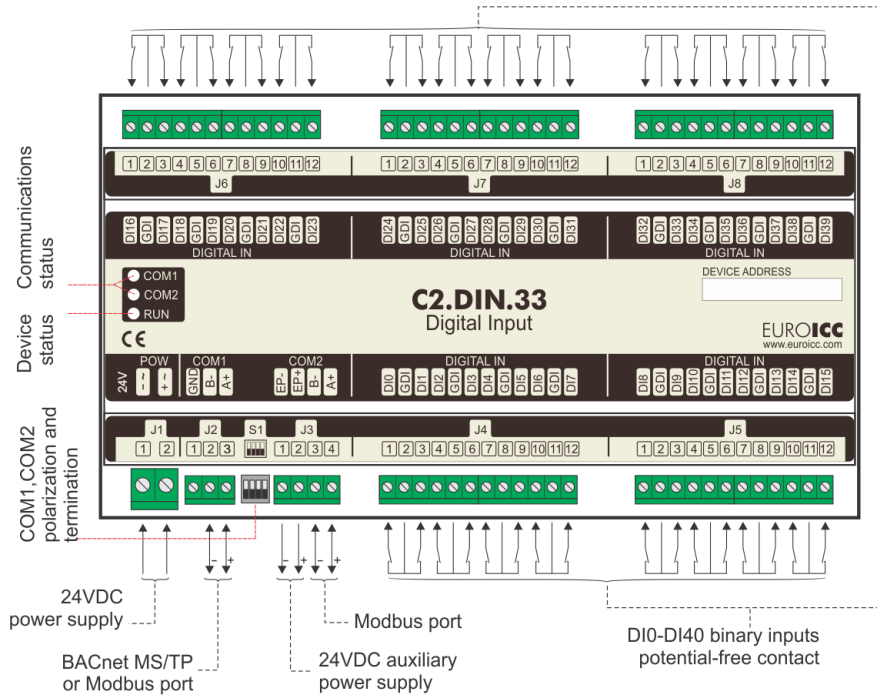 1 2 3 4 5 6 7 8 9 10 11 12
J6
1 2 3 4 5 6 7 8 9 10 11 12
J7
1 2 3 4 5 6 7 8 9 10 11 12
J8
DI16 GDI DI17 DI18 GDI DI19 DI20 GDI DI21 DI22 GDI DI23
DIGITAL IN
DI24 GDI DI25 DI26 GDI DI27 DI28 GDI DI29 DI30 GDI DI31
DIGITAL IN
DI32 GDI DI33 DI34 GDI DI35 DI36 GDI DI37 DI38 GDI DI39
DIGITAL IN
Communications
status
Device
status
COM1
COM2
RUN
CE
C2.DIN.33
Digital Input
DEVICE ADDRESS
EUROICC
www.euroicc.com
24V
POW
- ~
+ ~
COM1
GND B- A+
COM2
EP- EP+ B- A+
DIGITAL IN
DI0 GDI DI1 DI2 GDI DI3 DI4 GDI DI5 DI6 GDI DI7
DIGITAL IN
DI8 GDI DI9 DI10 GDI DI11 DI12 GDI DI13 DI14 GDI DI15
J1
1 2
J2
1 2 3
S1
J3
1 2 3 4
J4
1 2 3 4 5 6 7 8 9 10 11 12
J5
1 2 3 4 5 6 7 8 9 10 11 12
COM1,COM2
polarization and
termination
- +
- +
- +
24VDC
power supply
BACnet MS/TP
or Modbus port
24VDC auxiliary
power supply
Modbus port
DI0-DI40 binary inputs
potential-free contact